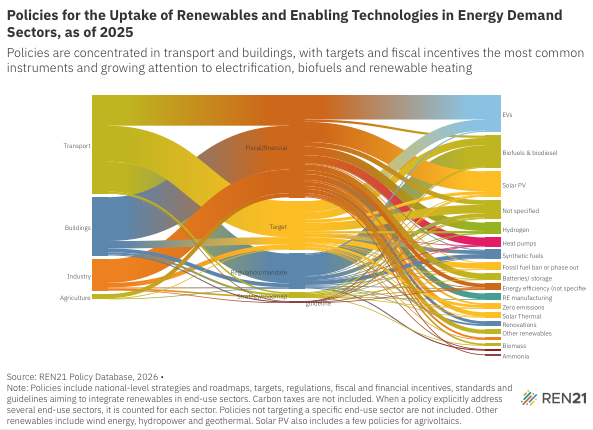 Policies for the Uptake of Renewables and Enabling Technologies in Energy Demand
Sectors, as of 2025
Policies are concentrated in transport and buildings, with targets and fiscal incentives the most common
instruments and growing attention to electrification, biofuels and renewable heating
Transport
Buildings
Industry
Agriculture
Fiscal/financial
Target
Regulation/mandate
Strategy/roadmap
guideline
EVs
Biofuels & biodiesel
Solar PV
Not specified
Hydrogen
Heat pumps
Synthetic fuels
Fossil fuel ban or phase out
Batteries/ storage
Energy efficiency (not specifie
RE manufacturing
Zero emissions
Solar Thermal
Renovations
Other renewables
Biomass
Ammonia
Source: REN21 Policy Database, 2026 •
Note: Policies include national-level strategies and roadmaps, targets, regulations, fiscal and financial incentives, standards and
guidelines aiming to integrate renewables in end-use sectors. Carbon taxes are not included. When a policy explicitly address
several end-use sectors, it is counted for each sector. Policies not targeting a specific end-use sector are not included. Other
renewables include wind energy, hydropower and geothermal. Solar PV also includes a few policies for agrivoltaics.
REN21